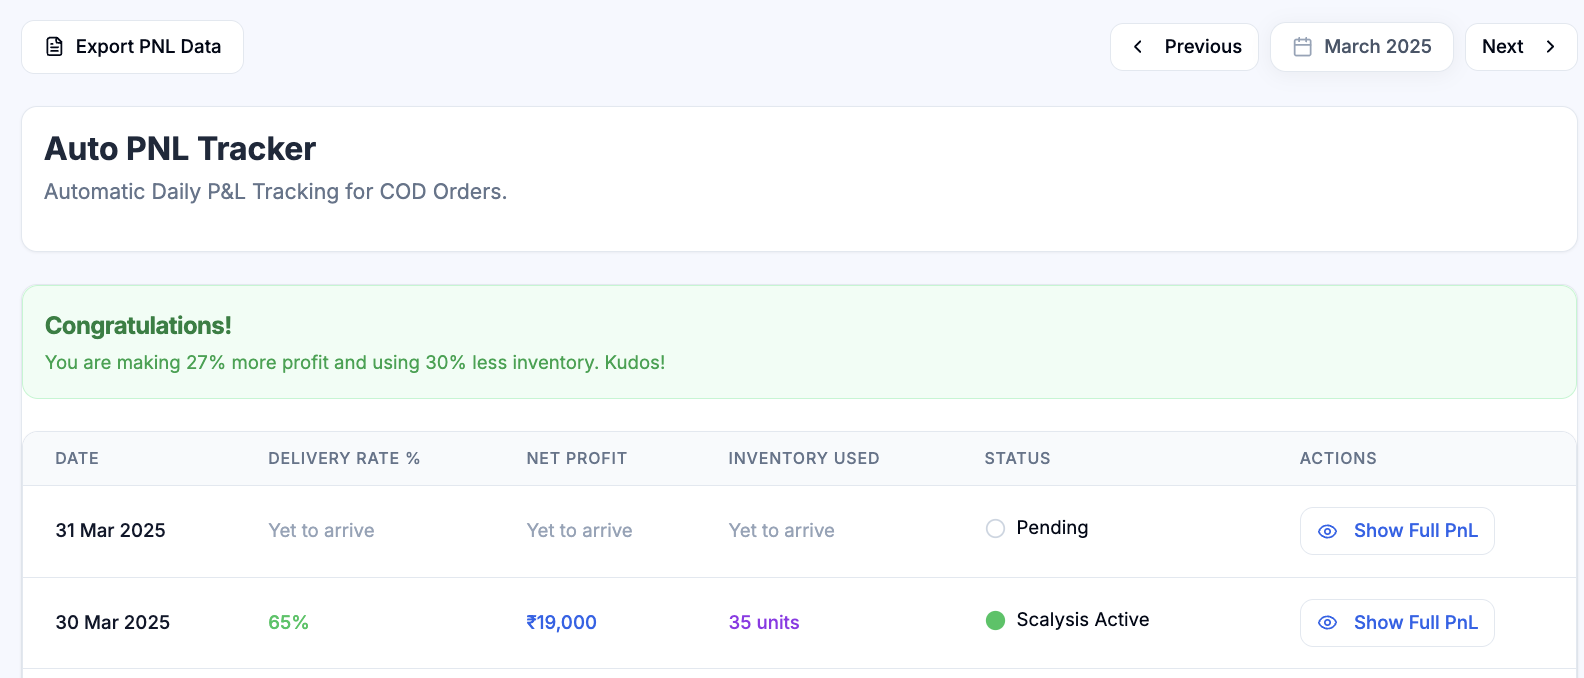 Export PNL Data
Previous
March 2025
Next
Auto PNL Tracker
Automatic Daily P&L Tracking for COD Orders.
Congratulations!
You are making 27% more profit and using 30% less inventory. Kudos!
DATE DELIVERY RATE % NET PROFIT INVENTORY USED STATUS ACTIONS
31 Mar 2025 Yet to arrive Yet to arrive Yet to arrive Pending Show Full PnL
30 Mar 2025 65% ₹19,000 35 units Scalysis Active Show Full PnL